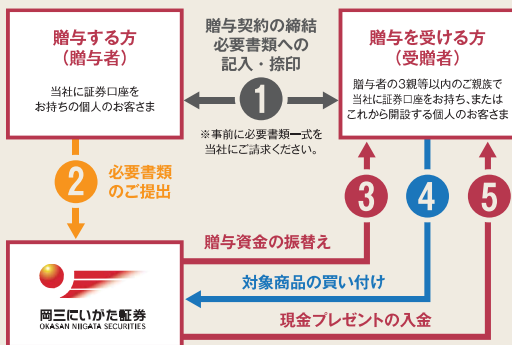 贈与する方
（贈与者）
当社に証券口座を
お持ちの個人のお客さま
贈与契約の締結
必要書類への
記入・捺印
1
※事前に必要書類一式を
当社にご請求ください。
贈与を受ける方
（受贈者）
贈与者の3親等以内のご親族で
当社に証券口座をお持ち、または
これから開設する個人のお客さま
2
必要書類
のご提出
3
4
5
贈与資金の振替え
対象商品の買い付け
現金プレゼントの入金
岡三にいがた証券
OKASAN NIIGATA SECURITIES